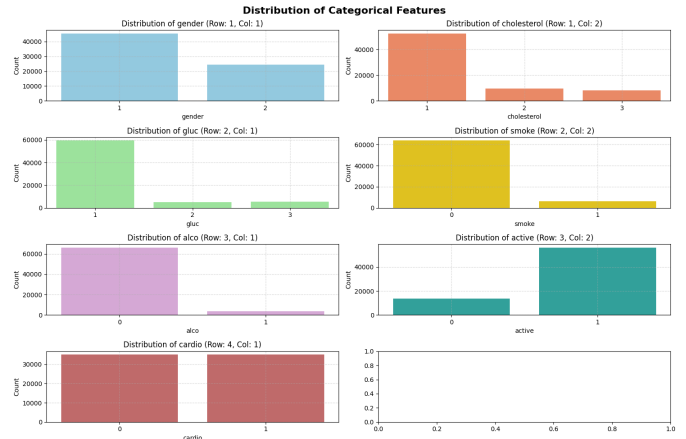 Distribution of Categorical Features
Distribution of gender (Row: 1, Col: 1)
Count
40000
30000
20000
10000
0
1 2
gender
Distribution of cholesterol (Row: 1, Col: 2)
Count
40000
20000
0
1 2 3
cholesterol
Distribution of gluc (Row: 2, Col: 1)
Count
60000
40000
20000
0
1 2 3
gluc
Distribution of smoke (Row: 2, Col: 2)
Count
60000
40000
20000
0
0 1
smoke
Distribution of alco (Row: 3, Col: 1)
Count
60000
40000
20000
0
0 1
alco
Distribution of active (Row: 3, Col: 2)
Count
40000
20000
0
0 1
active
Distribution of cardio (Row: 4, Col: 1)
Count
30000
20000
10000
0
0 1
cardio
1.0
0.8
0.6
0.4
0.2
0.0
0.0 0.2 0.4 0.6 0.8 1.0